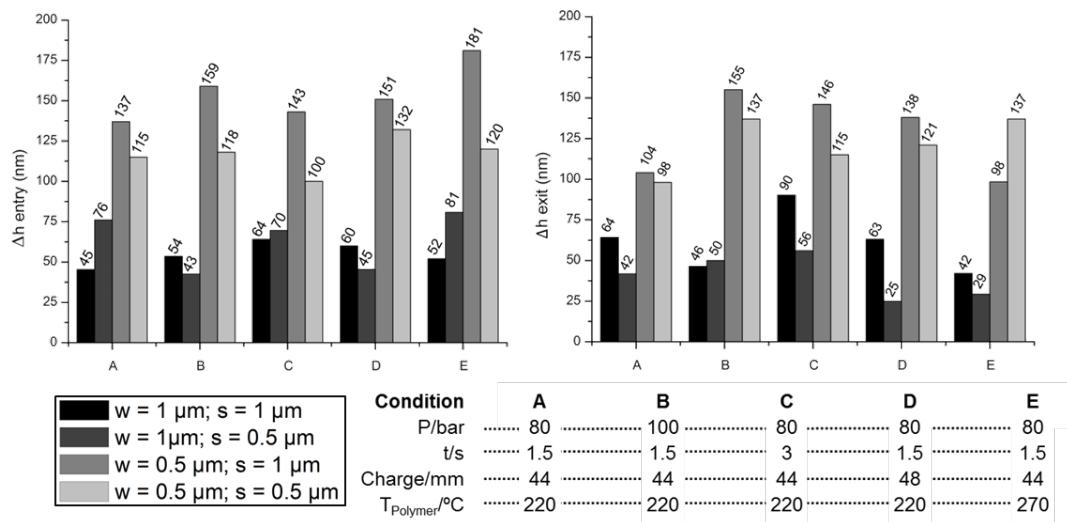 200
175
150
125
100
75
50
25
0
Δh entry (nm)
45 76 137 115
54 43 159 118
64 70 143 100
60 45 151 132
52 81 181 120
A B C D E
200
175
150
125
100
75
50
25
0
Δh exit (nm)
64 42 104 98
46 50 155 137
90 56 146 115
63 25 138 121
42 29 98 137
A B C D E
w = 1 μm; s = 1 μm
w = 1μm; s = 0.5 μm
w = 0.5 μm; s = 1 μm
w = 0.5 μm; s = 0.5 μm
Condition A B C D E
P/bar 80 100 80 80 80
t/s 1.5 1.5 3 1.5 1.5
Charge/mm 44 44 44 48 44
TPolymer/ºC 220 220 220 220 270